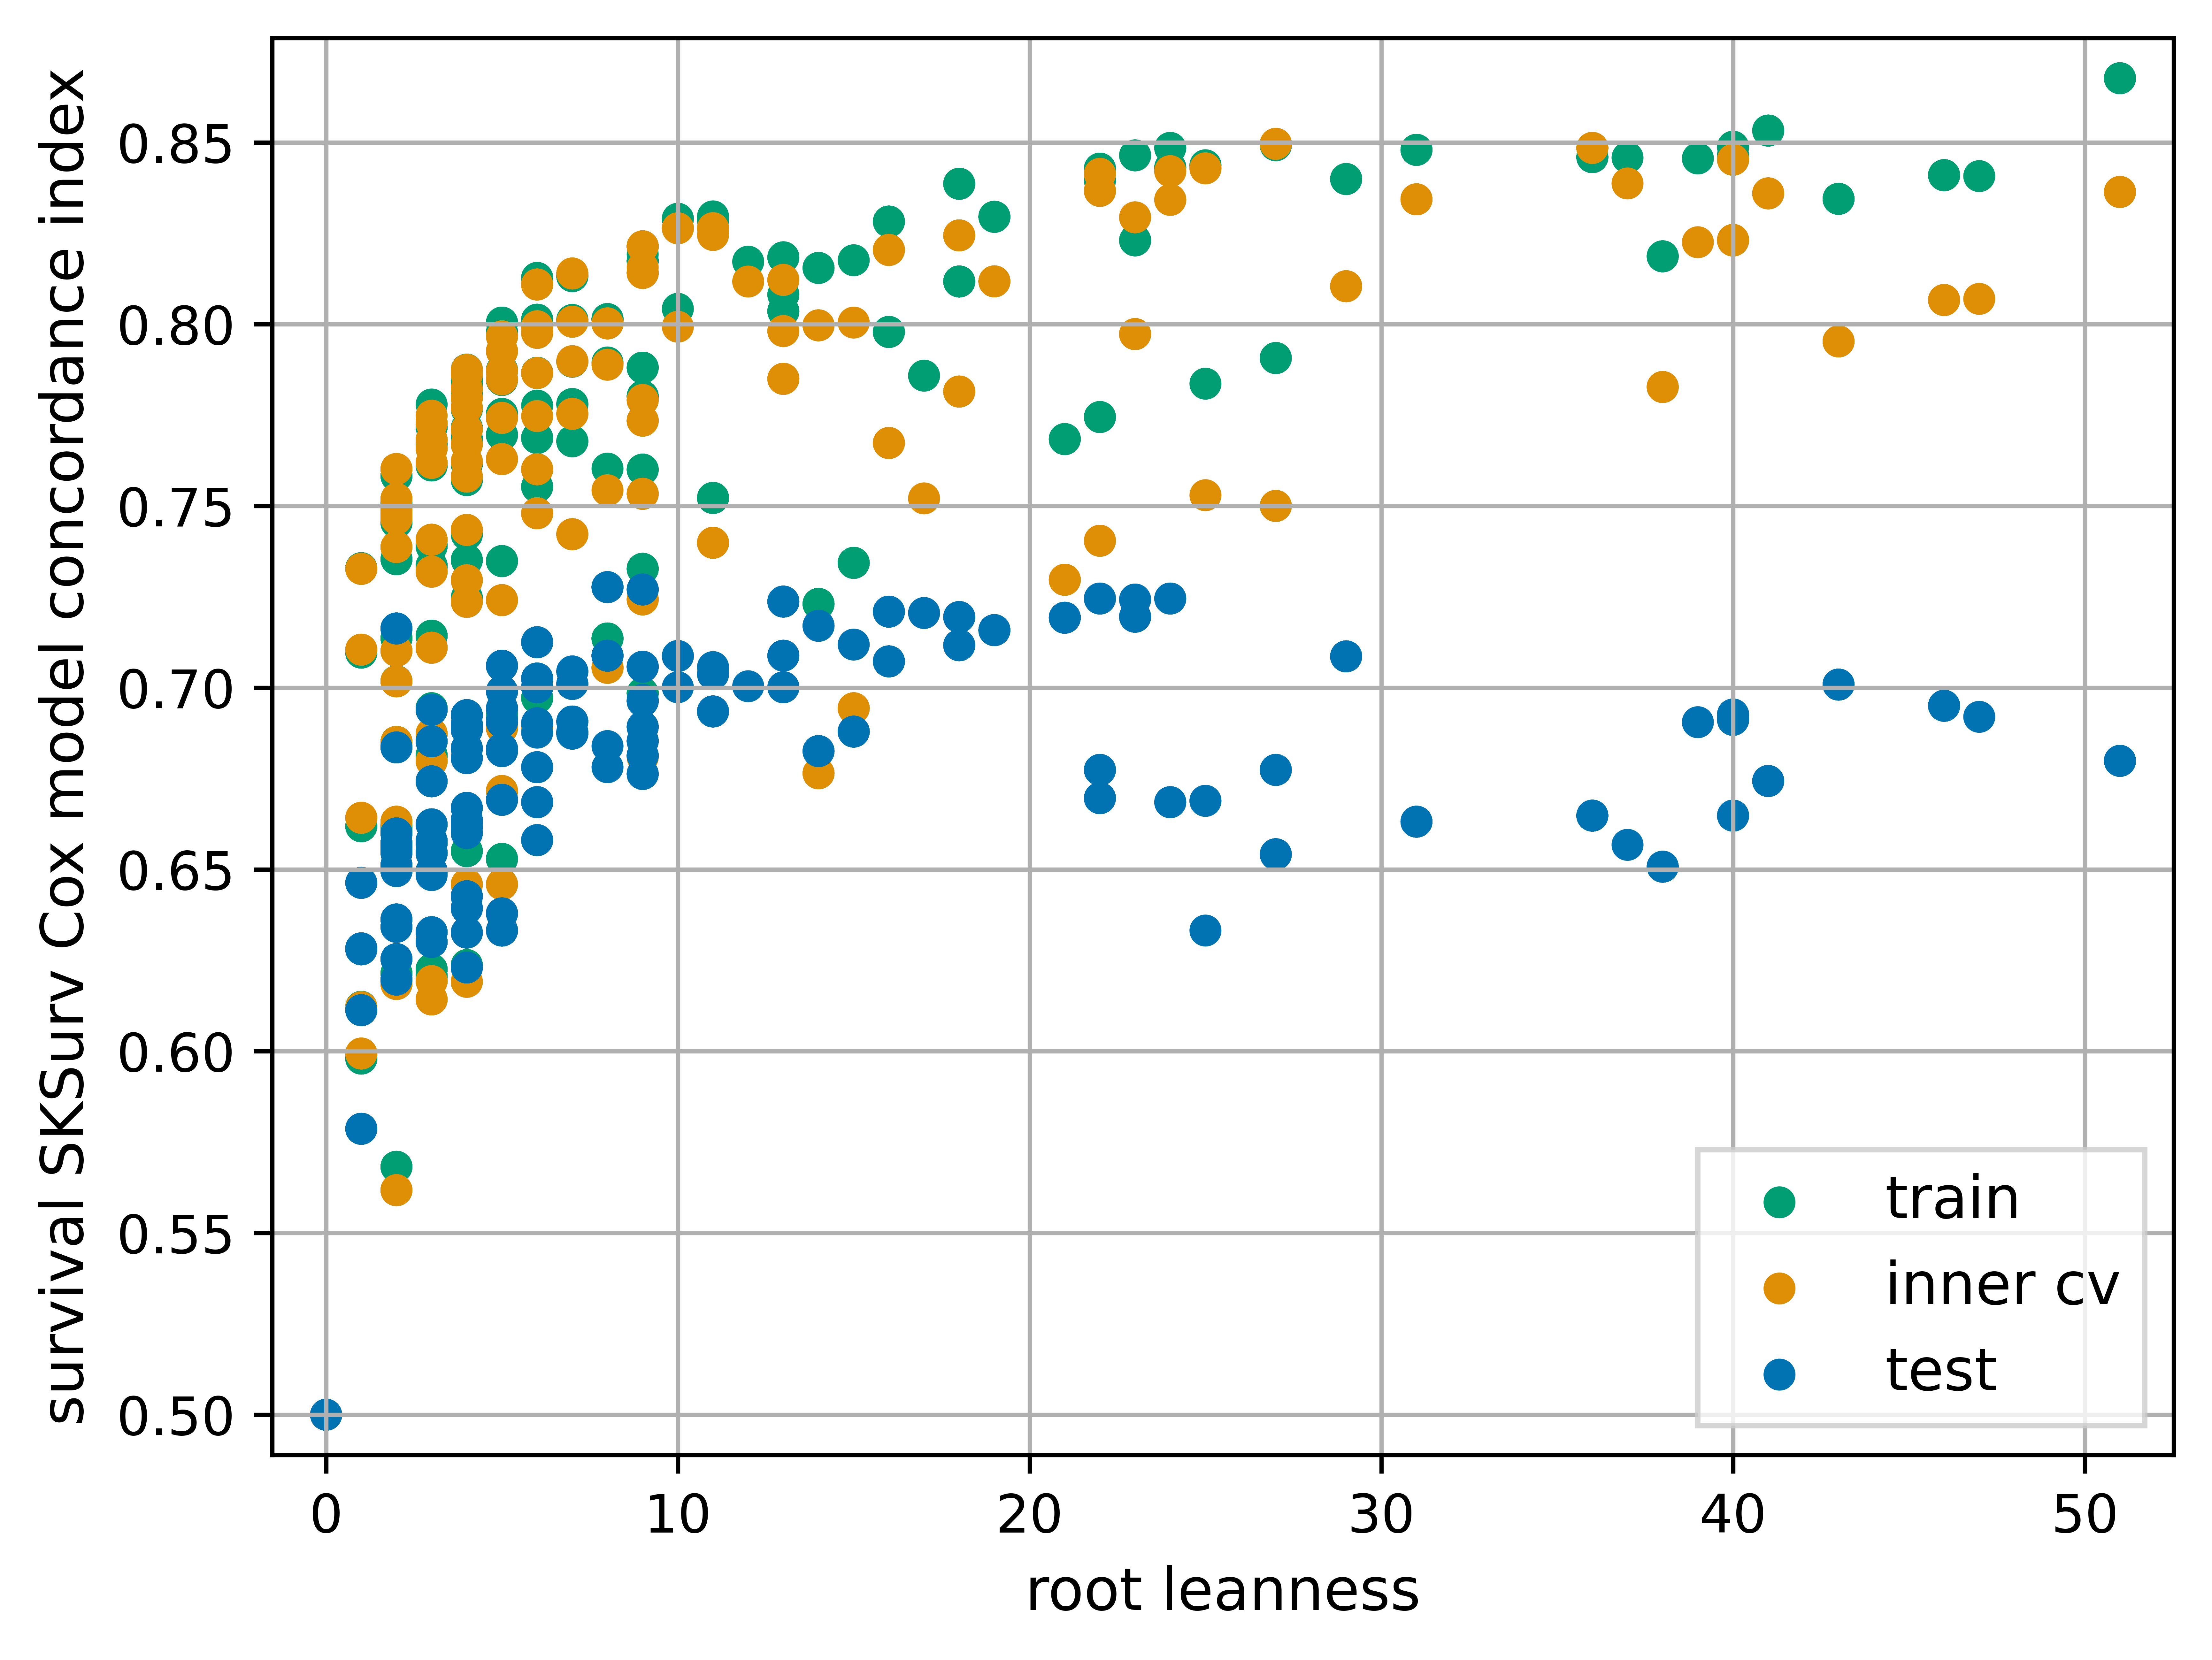 survival SKSurv Cox model concordance index
0.85
0.80
0.75
0.70
0.65
0.60
0.55
0.50
0 10 20 30 40 50
root leanness
train
inner cv
test